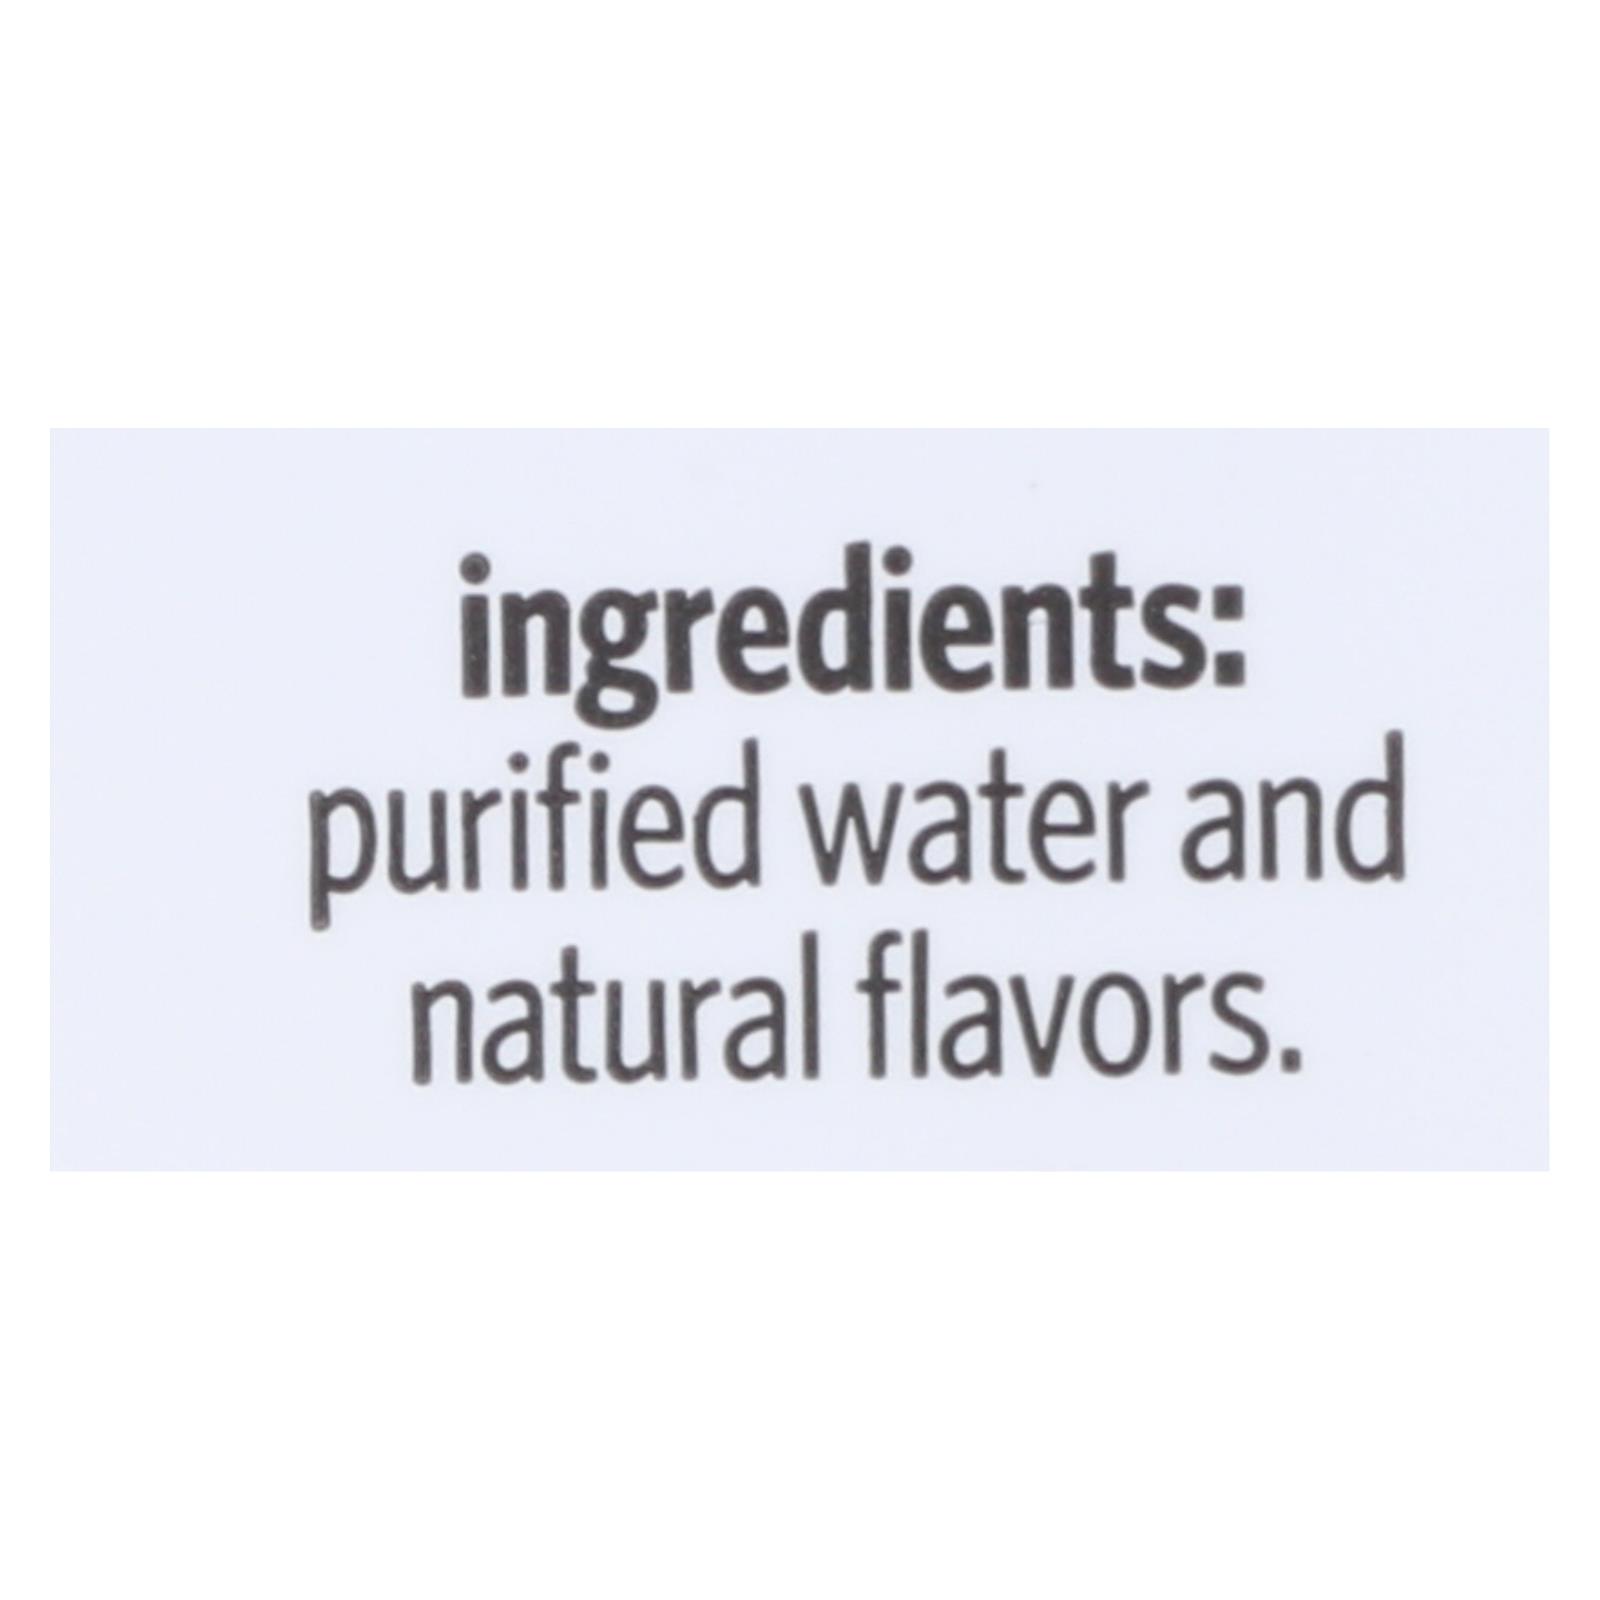 ingredients:
purified water and
natural flavors.